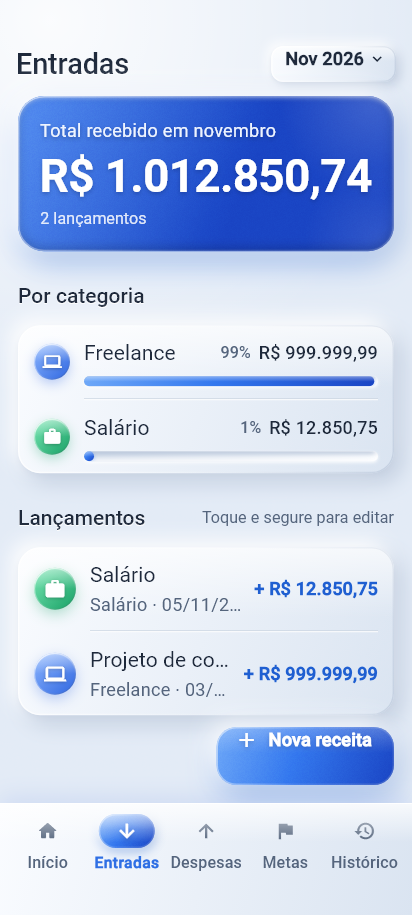 Entradas
Nov 2026
Total recebido em novembro
R$ 1.012.850,74
2 lançamentos
Por categoria
Freelance 99% R$ 999.999,99
Salário 1% R$ 12.850,75
Lançamentos Toque e segure para editar
Salário
Salário · 05/11/2...
+ R$ 12.850,75
Projeto de co...
Freelance · 03/...
+ R$ 999.999,99
+ Nova receita
Início Entradas Despesas Metas Histórico